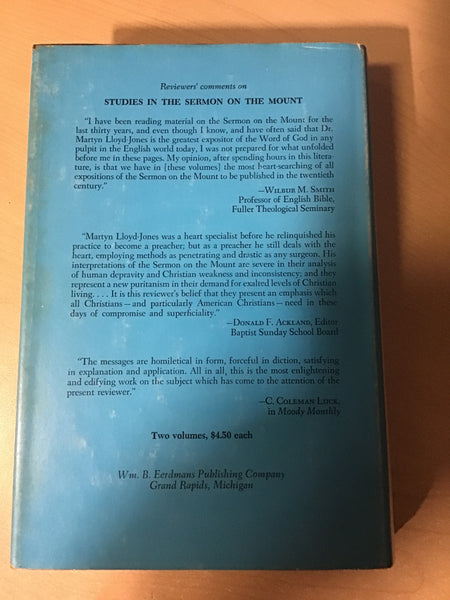 Reviewers' comments on
STUDIES IN THE SERMON ON THE MOUNT
"I have been reading material on the Sermon on the Mount for the
last thirty years, and even though I know, and have often said that Dr.
Martyn Lloyd-Jones is the greatest expositor of the Word of God in any
pulpit in the English world today, I was not prepared for what unfolded
before me in these pages. My opinion, after spending hours in this litera-
ture, is that we have in [these volumes] the most heart-searching of all
expositions of the Sermon on the Mount to be published in the twentieth
century."
—WILBUR M. SMITH
Professor of English Bible,
Fuller Theological Seminary
"Martyn Lloyd-Jones was a heart specialist before he relinquished his
practice to become a preacher; but as a preacher he still deals with the
heart, employing methods as penetrating and drastic as any surgeon. His
interpretations of the Sermon on the Mount are severe in their analysis
of human depravity and Christian weakness and inconsistency; and they
represent a new puritanism in their demand for exalted levels of Christian
living. . . . It is this reviewer's belief that they present an emphasis which
all Christians — and particularly American Christians — need in these
days of compromise and superficiality."
—DONALD F. ACKLAND, Editor
Baptist Sunday School Board
"The messages are homiletical in form, forceful in diction, satisfying
in explanation and application. All in all, this is the most enlightening
and edifying work on the subject which has come to the attention of the
present reviewer."
—C. COLEMAN LUCK,
in Moody Monthly
Two volumes, $4.50 each
Wm. B. Eerdmans Publishing Company
Grand Rapids, Michigan